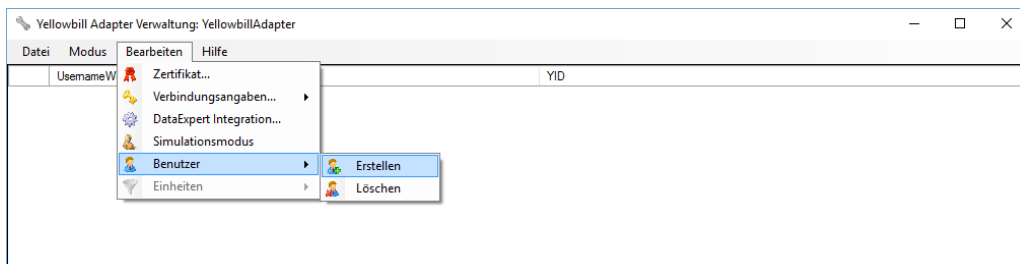 Yellowbill Adapter Verwaltung: YellowbillAdapter
Datei Modus Bearbeiten Hilfe
UsernameW YID
Zertifikat...
Verbindungsangaben...
DataExpert Integration...
Simulationsmodus
Benutzer Erstellen
Einheiten Löschen